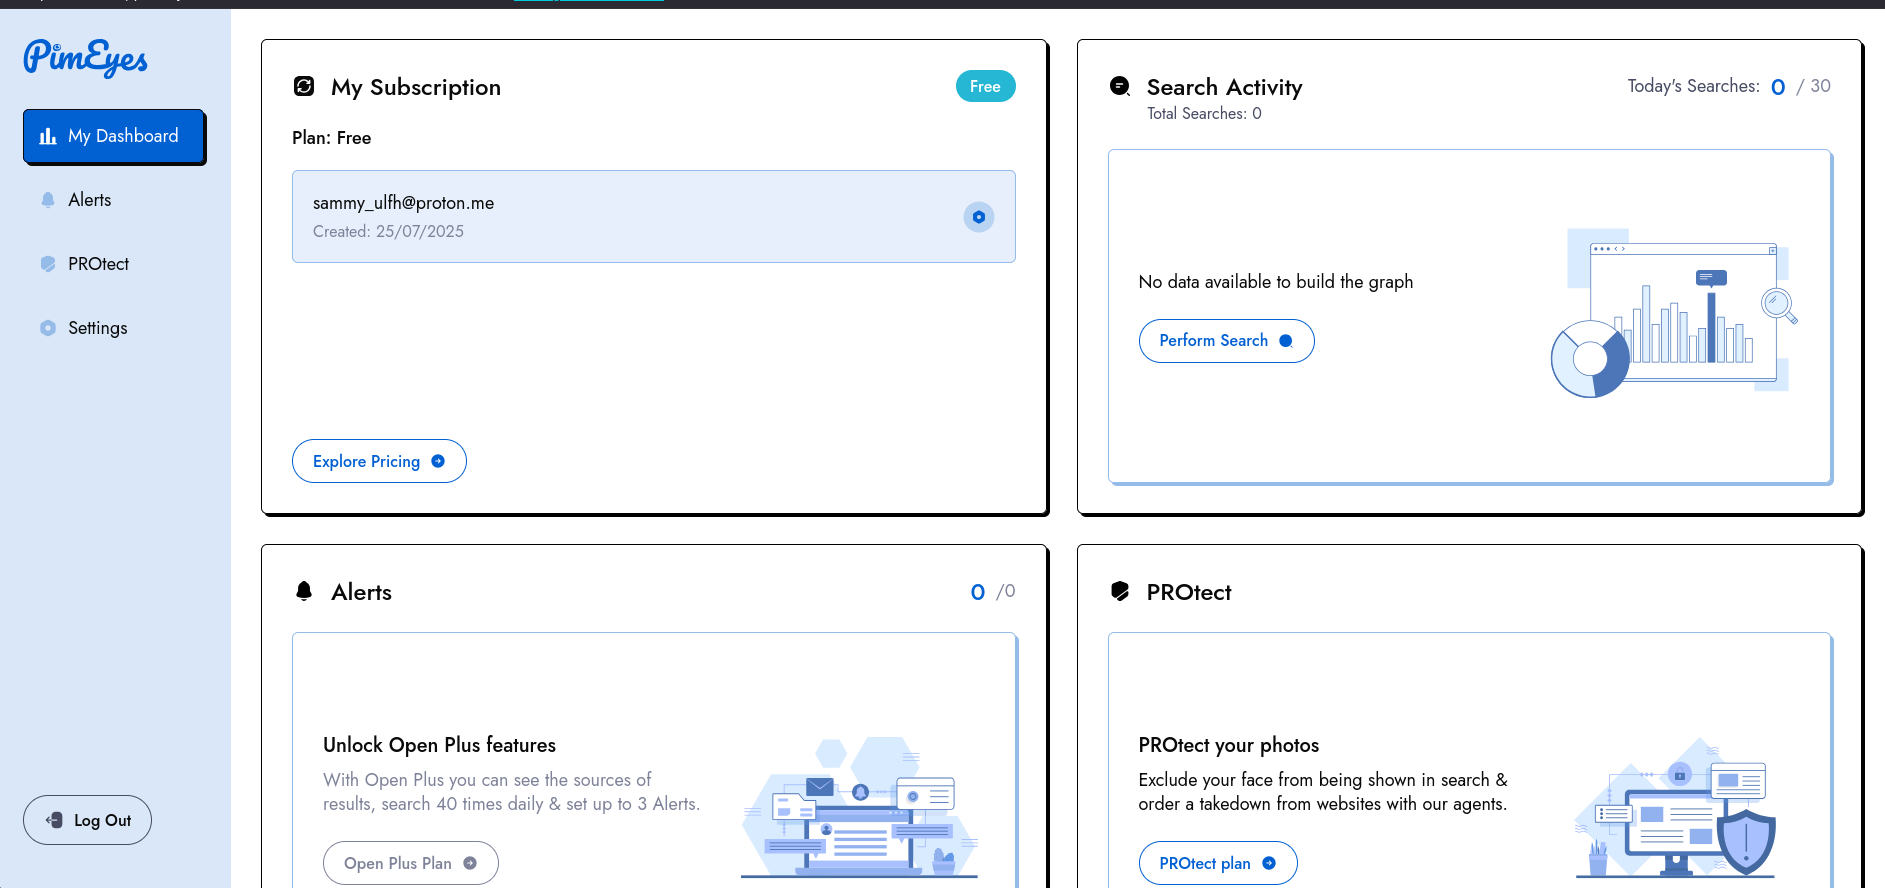 PimEyes
My Dashboard
Alerts
PROtect
Settings
Log Out
My Subscription
Free
Plan: Free
sammy_ulfh@proton.me
Created: 25/07/2025
Explore Pricing
Search Activity
Total Searches: 0
Today's Searches: 0 / 30
No data available to build the graph
Perform Search
Alerts
0 /0
Unlock Open Plus features
With Open Plus you can see the sources of
results, search 40 times daily & set up to 3 Alerts.
Open Plus Plan
PROtect
PROtect your photos
Exclude your face from being shown in search &
order a takedown from websites with our agents.
PROtect plan